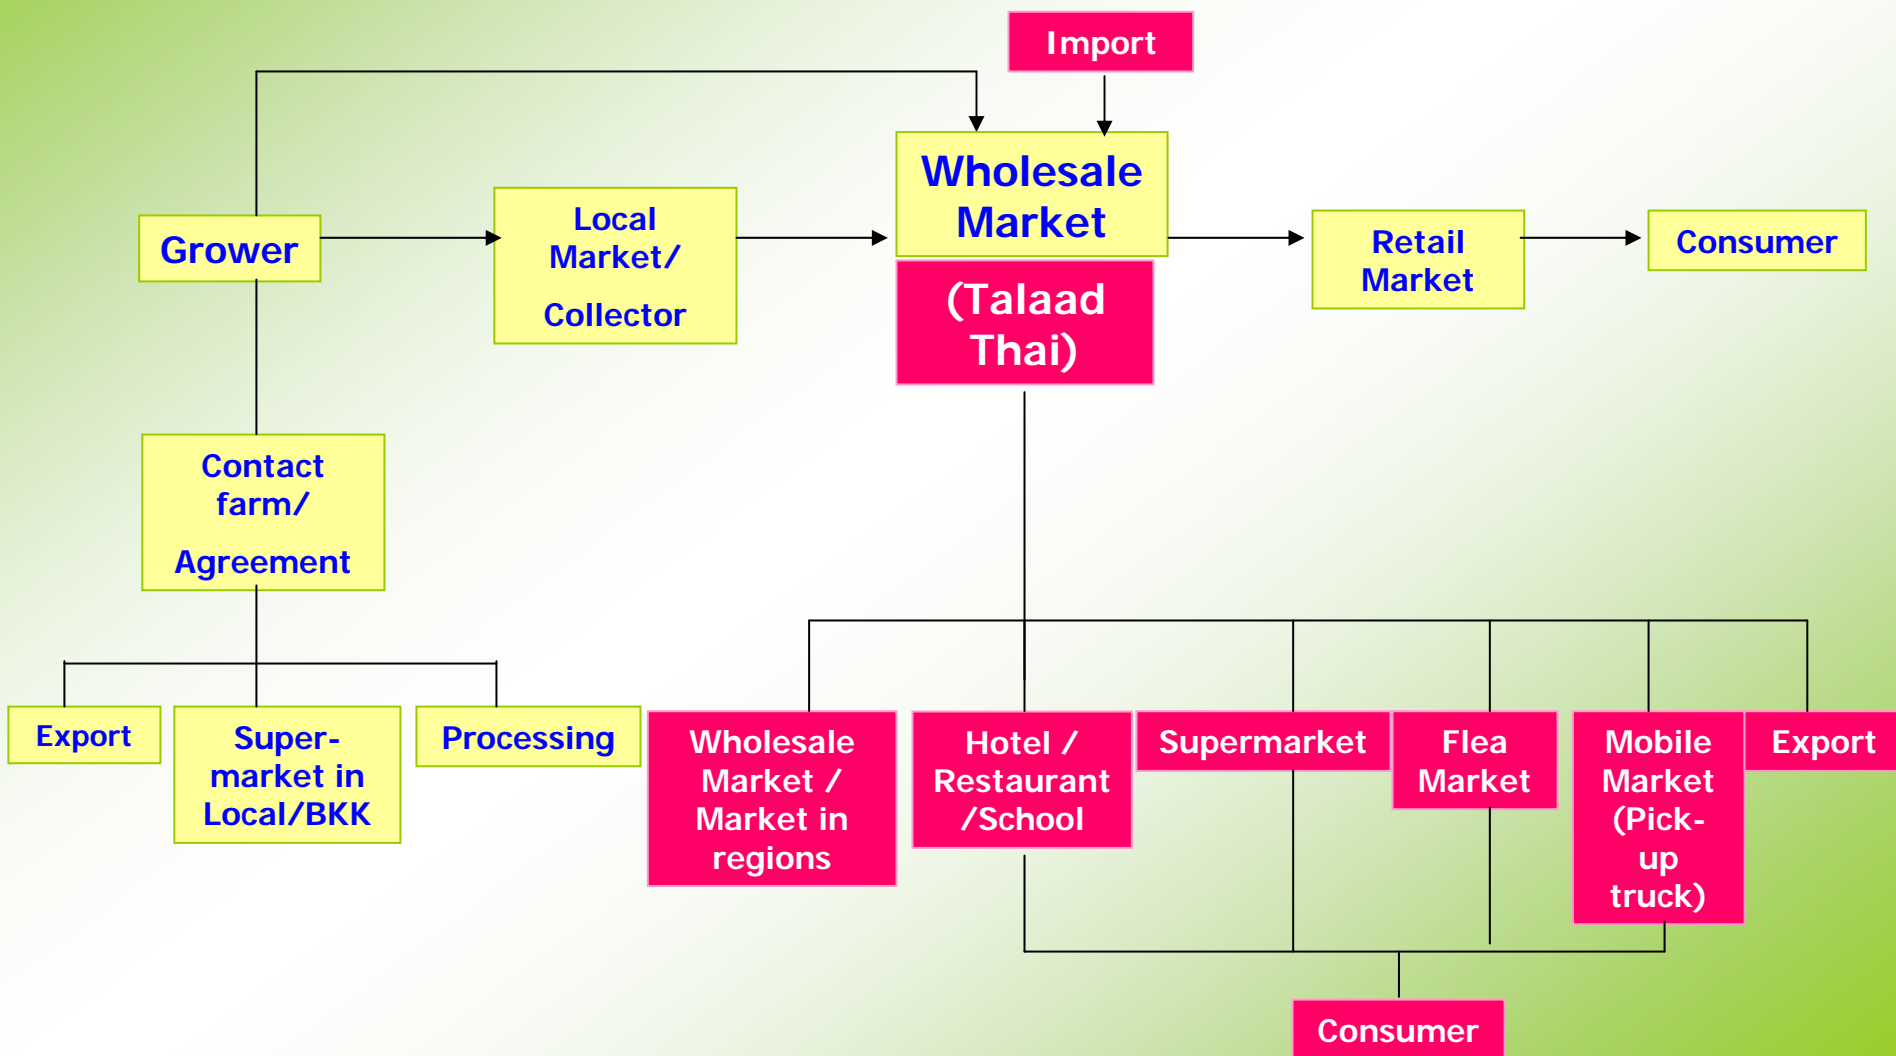 Import
Wholesale
Market
(Talaad
Thai)
Grower
Local
Market/
Collector
Retail
Market
Consumer
Contact
farm/
Agreement
Export
Super-
market in
Local/BKK
Processing
Wholesale
Market /
Market in
regions
Hotel /
Restaurant
/School
Supermarket
Flea
Market
Mobile
Market
(Pick-
up
truck)
Export
Consumer